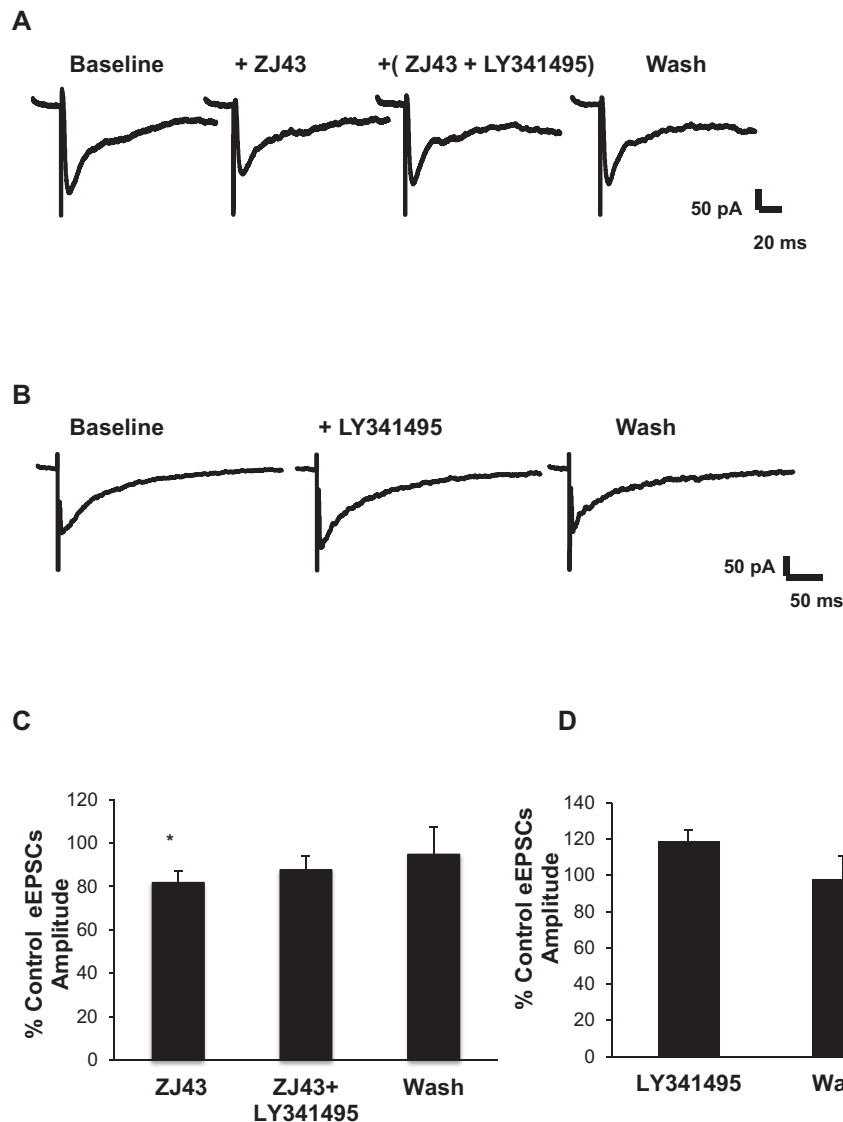 A
Baseline
+ ZJ43
+( ZJ43 + LY341495)
Wash
50 pA
20 ms
B
Baseline
+ LY341495
Wash
50 pA
50 ms
C
% Control eEPSCs
Amplitude
120
100
80
60
40
20
0
*
ZJ43
ZJ43+
LY341495
Wash
D
% Control eEPSCs
Amplitude
140
120
100
80
60
40
20
0
LY341495
Wa